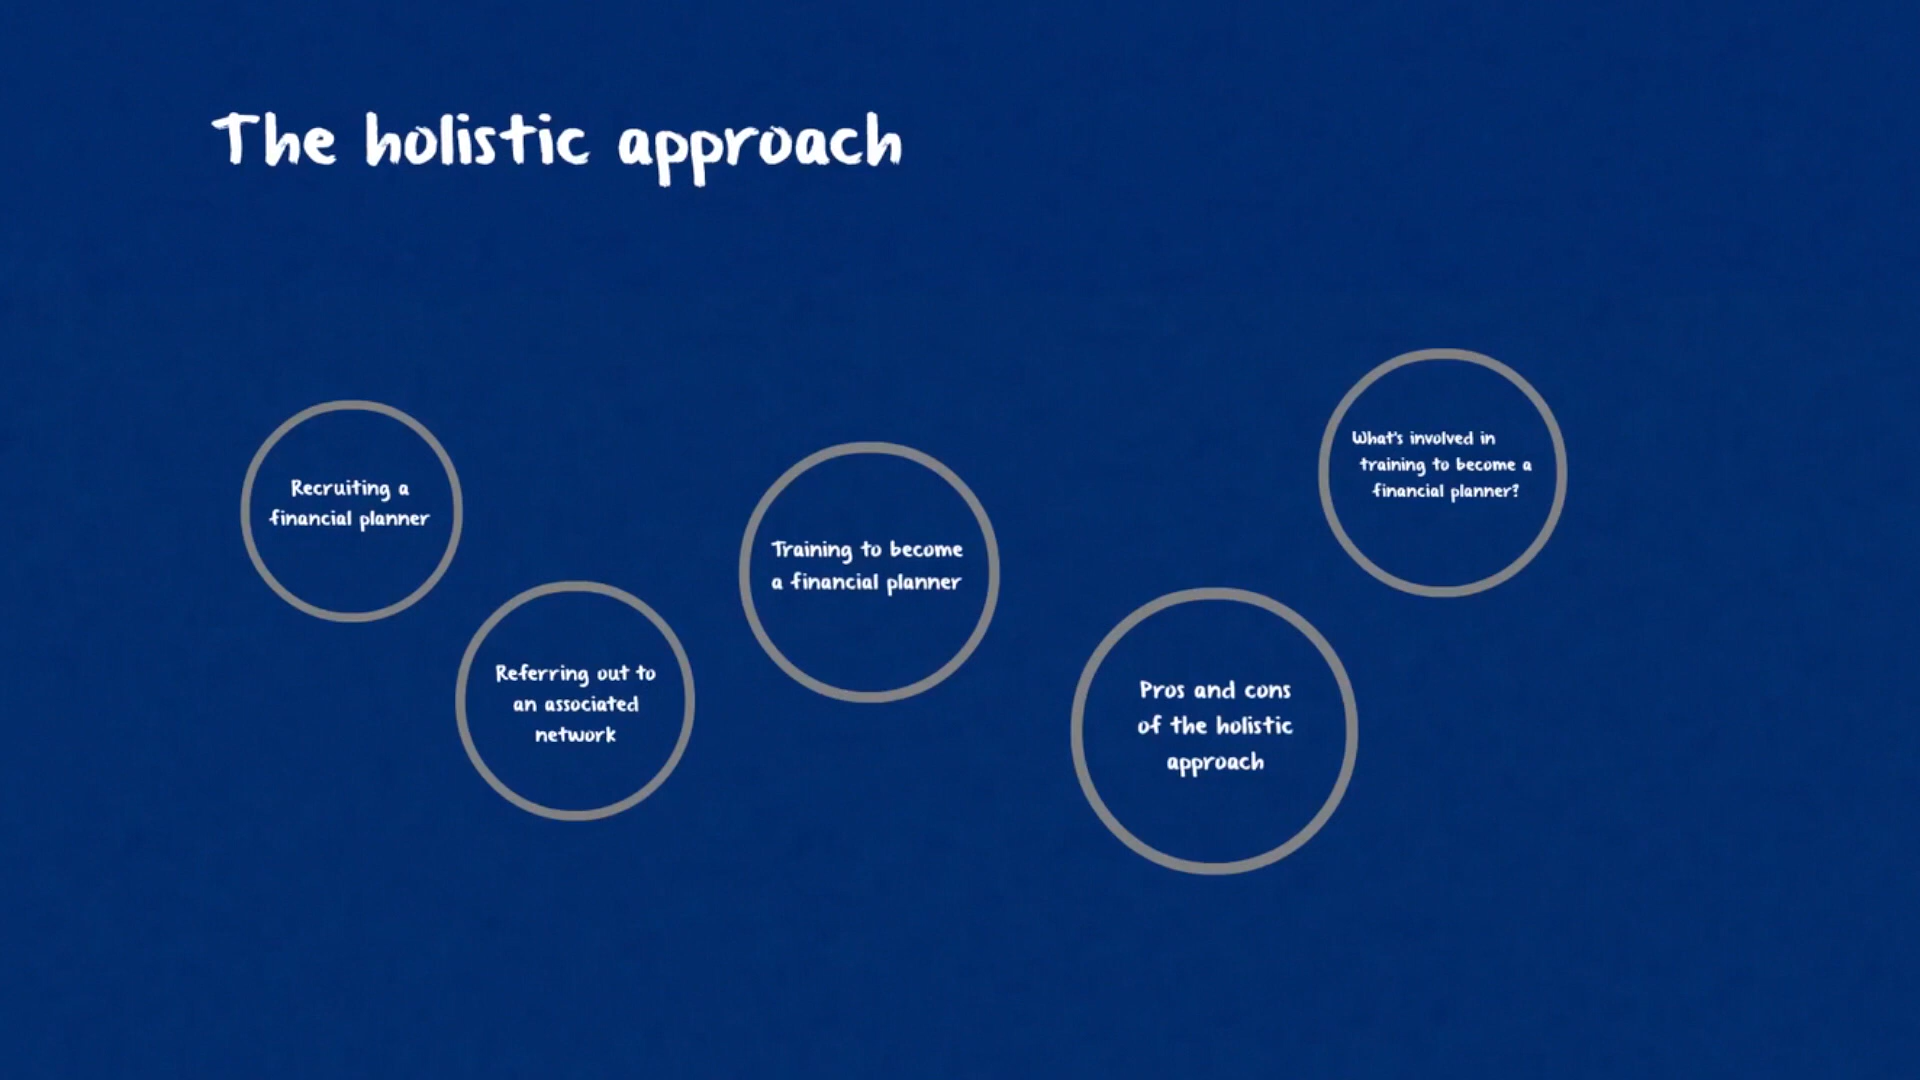 The holistic approach
Recruiting a
financial planner
Referring out to
an associated
network
Training to become
a financial planner
Pros and cons
of the holistic
approach
What's involved in
training to become a
financial planner?